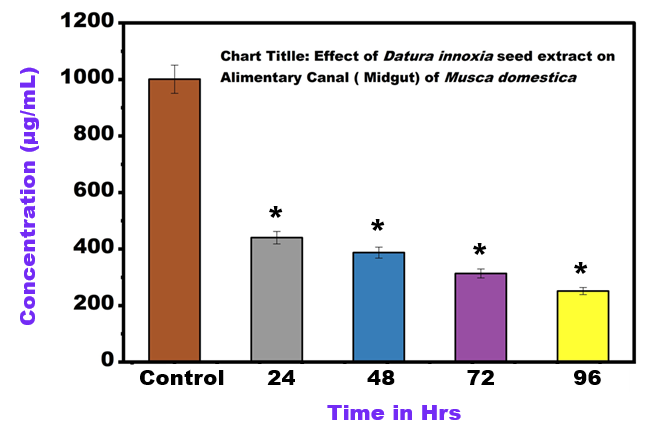 1200
Chart Titlle: Effect of Datura innoxia seed extract on
Alimentary Canal ( Midgut) of Musca domestica
1000
800
600
400
200
0
Concentration (µg/mL)
*
*
*
*
Control 24 48 72 96
Time in Hrs